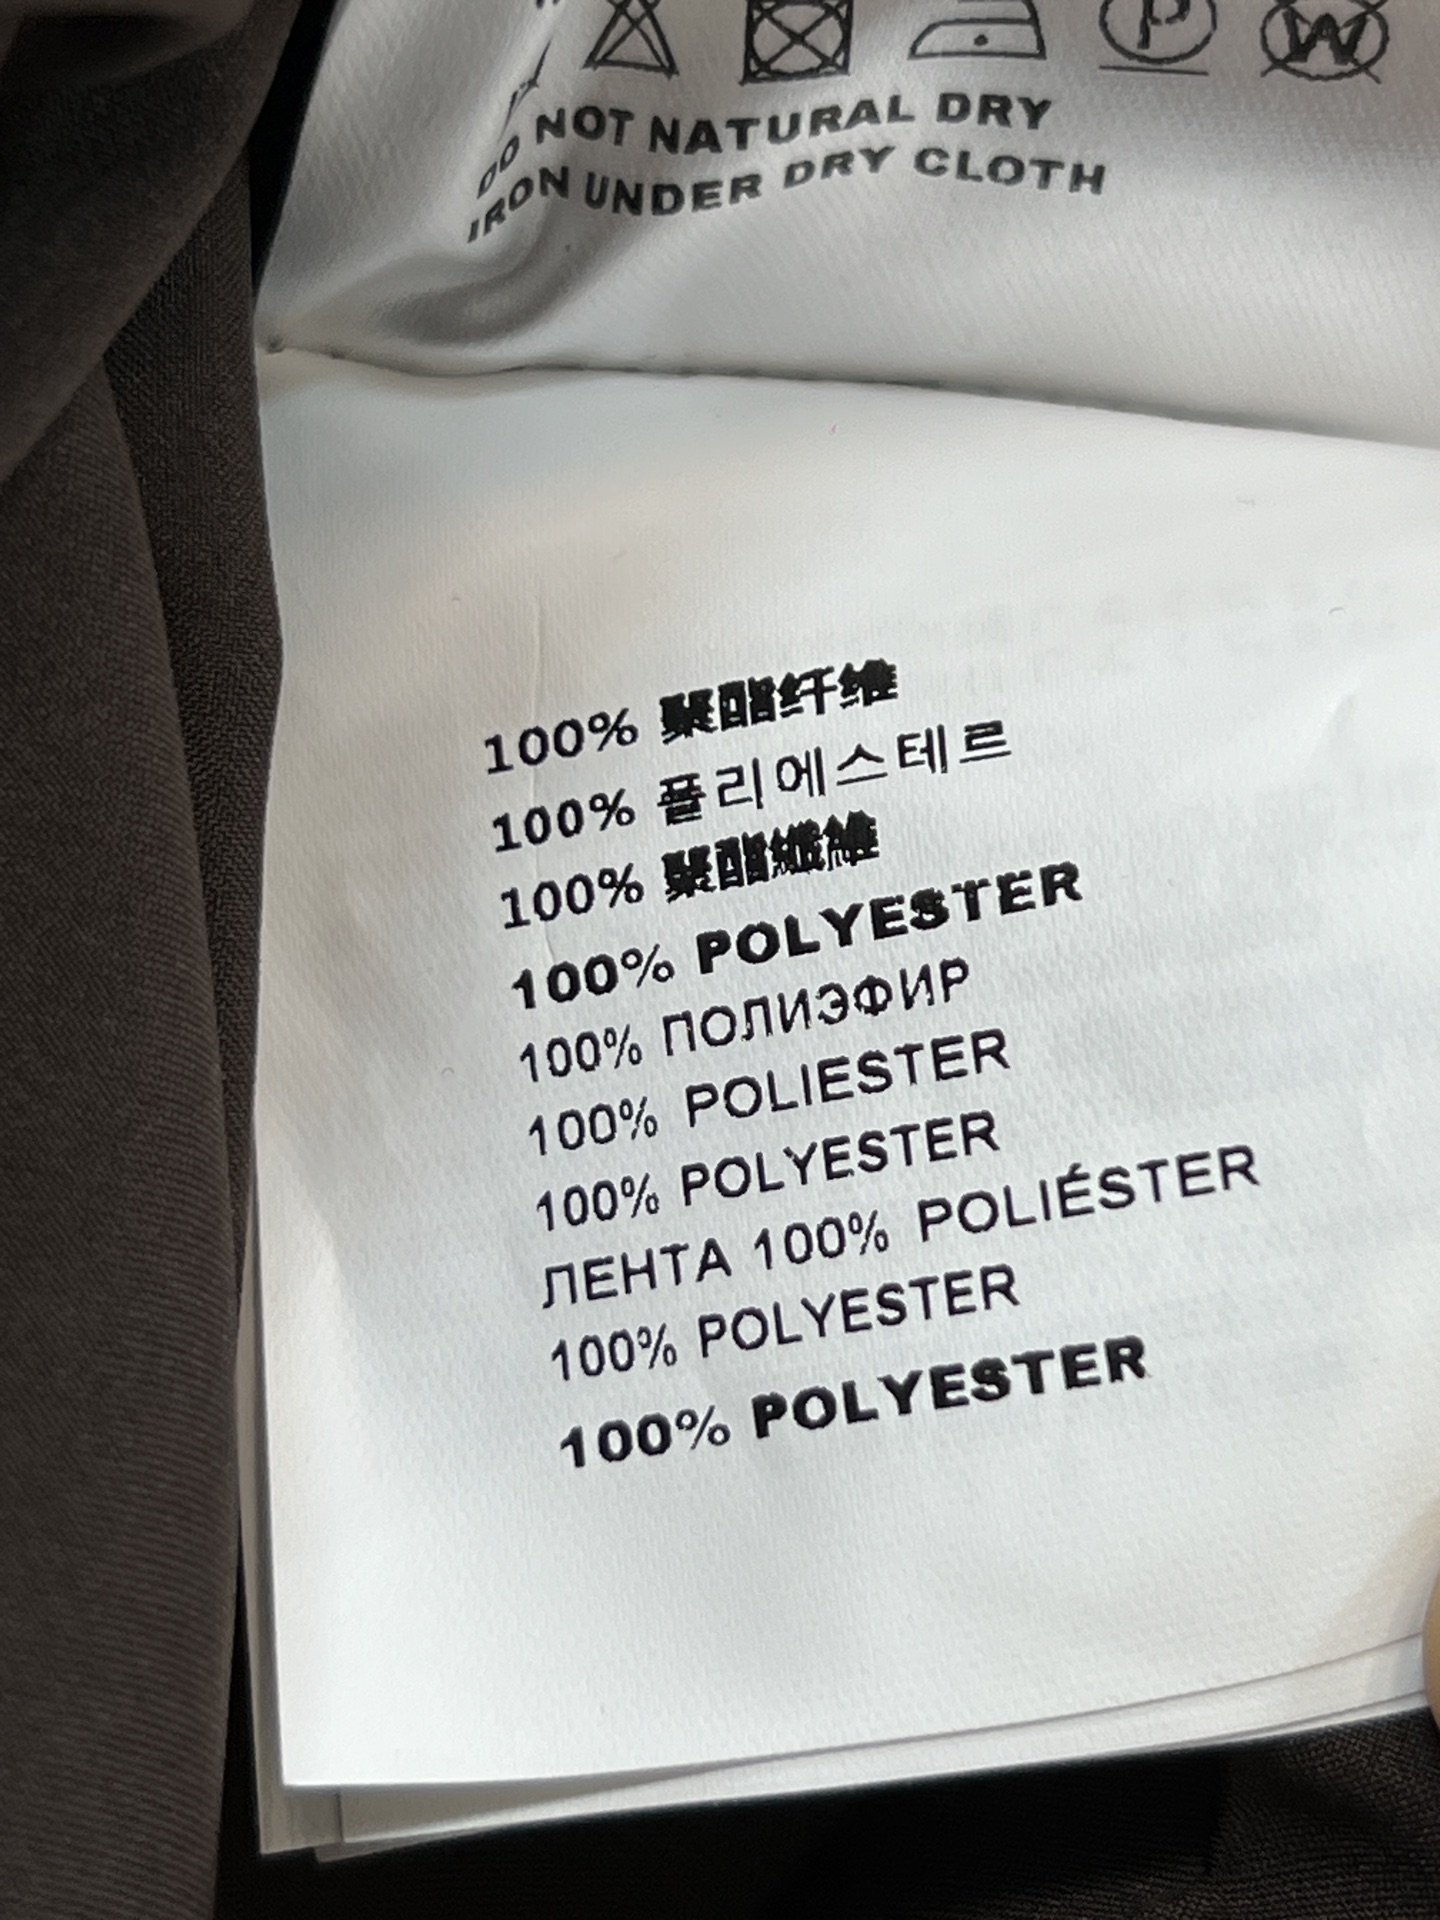 P W
DO NOT NATURAL DRY
IRON UNDER DRY CLOTH
100% 聚酯纤维
100% 폴리에스테르
100% 聚酯纖維
100% POLYESTER
100% ПОЛИЭФИР
100% POLIESTER
100% POLYESTER
ЛЕНТА 100% POLIÉSTER
100% POLYESTER
100% POLYESTER